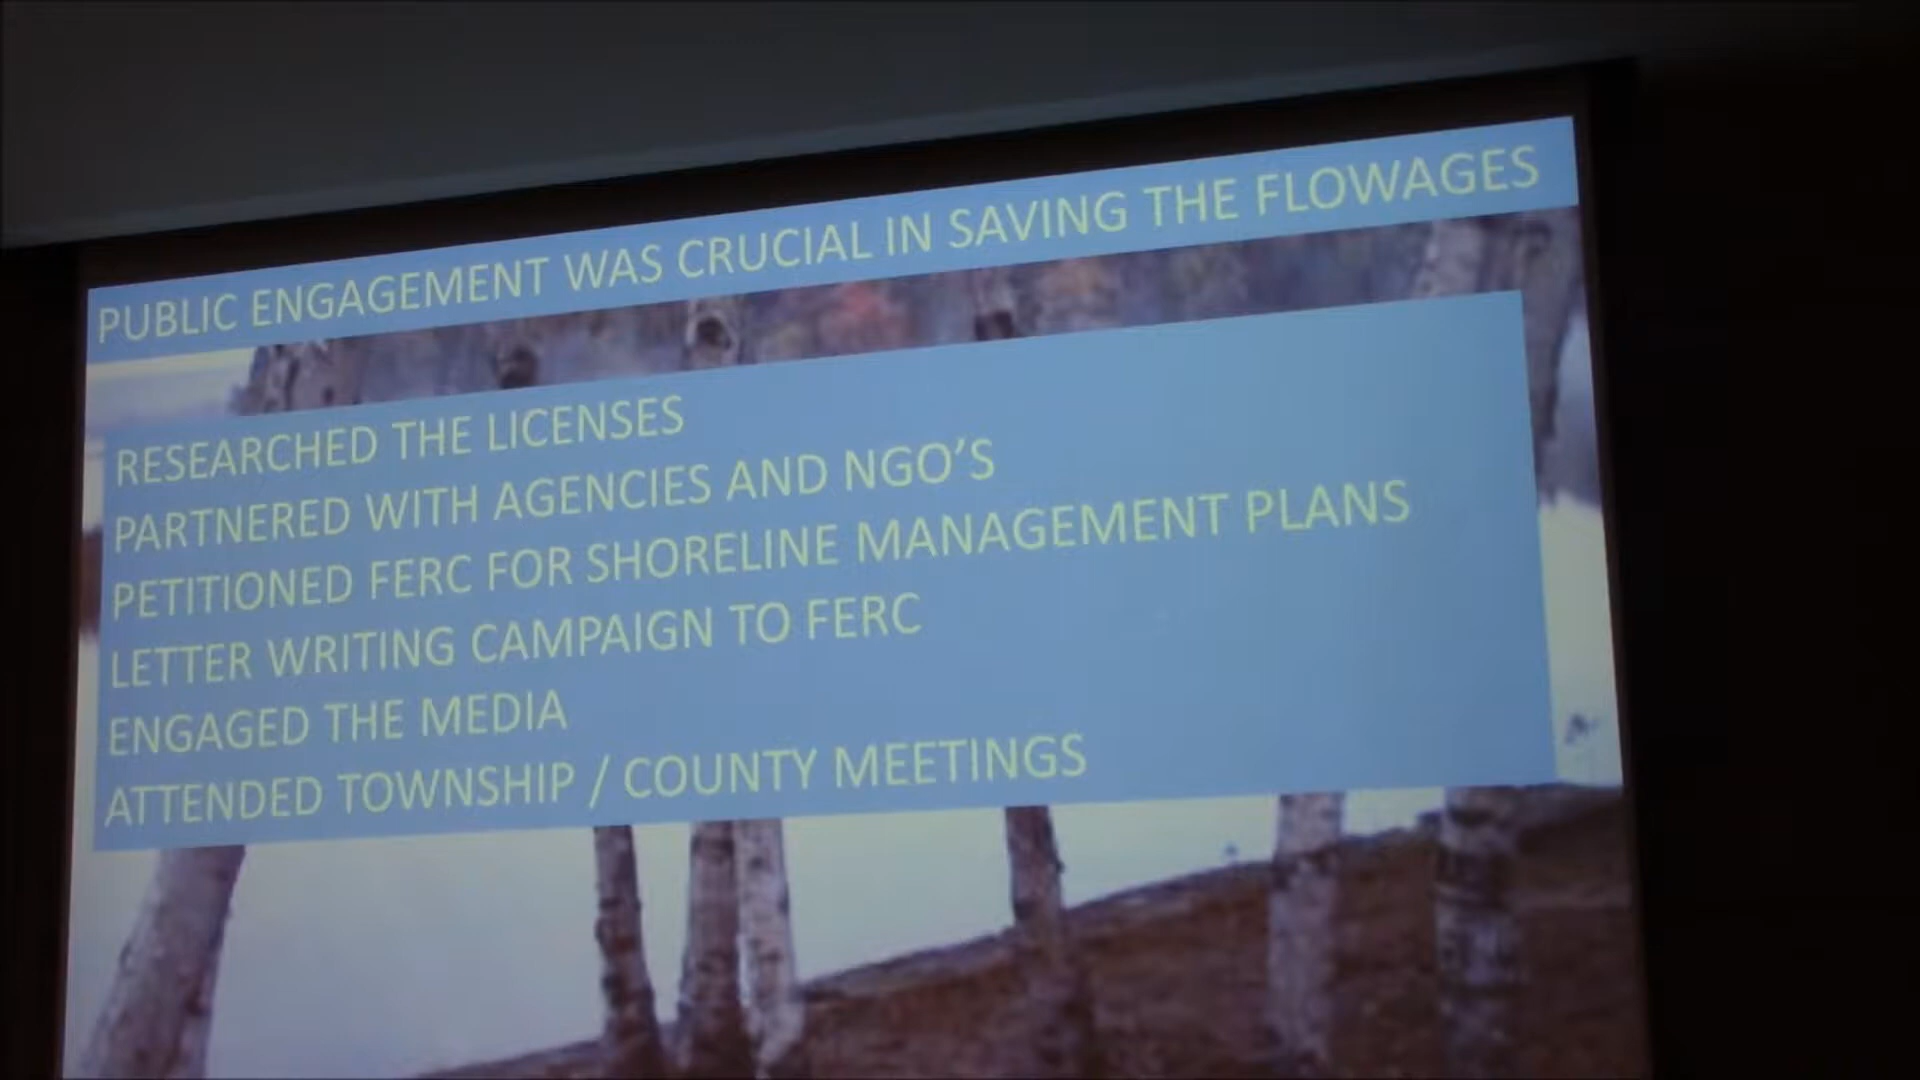 PUBLIC ENGAGEMENT WAS CRUCIAL IN SAVING THE FLOWAGES
RESEARCHED THE LICENSES
PARTNERED WITH AGENCIES AND NGO'S
PETITIONED FERC FOR SHORELINE MANAGEMENT PLANS
LETTER WRITING CAMPAIGN TO FERC
ENGAGED THE MEDIA
ATTENDED TOWNSHIP / COUNTY MEETINGS